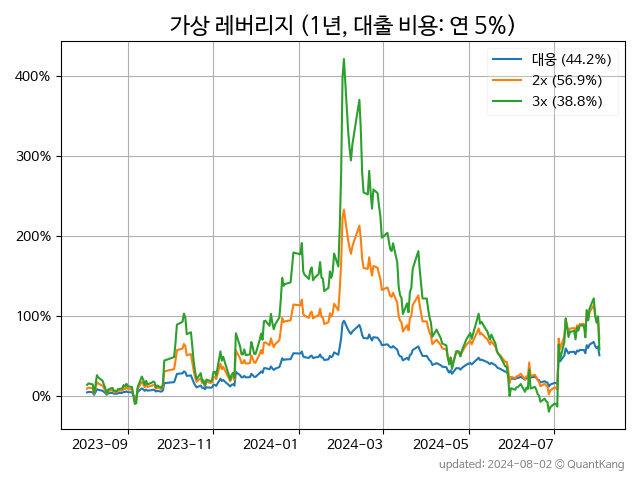 가상 레버리지 (1년, 대출 비용: 연 5%)
대웅 (44.2%)
2x (56.9%)
3x (38.8%)
400%
300%
200%
100%
0%
2023-09 2023-11 2024-01 2024-03 2024-05 2024-07
updated: 2024-08-02 © QuantKang